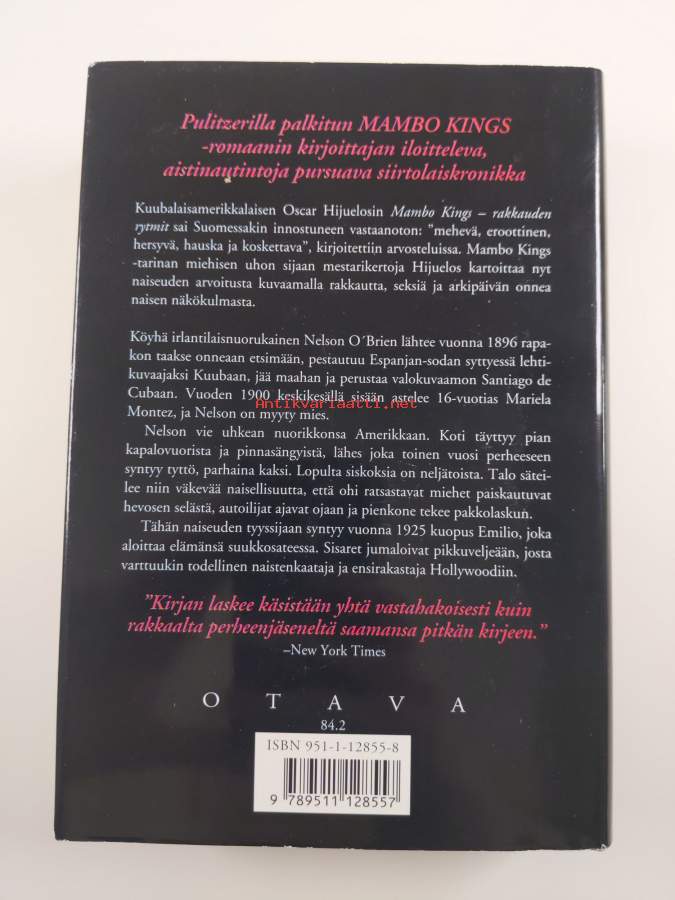 Pulitzerilla palkitun MAMBO KINGS
-romaanin kirjoittajan iloitteleva,
aistinautintoja pursuava siirtolaiskronikka
Kuubalaisamerikkalaisen Oscar Hijuelosin Mambo Kings – rakkauden
rytmit sai Suomessakin innostuneen vastaanoton: ”mehevä, eroottinen,
hersyvä, hauska ja koskettava”, kirjoitettiin arvosteluissa. Mambo Kings
-tarinan miehisen uhon sijaan mestarikertoja Hijuelos kartoittaa nyt
naiseuden arvoitusta kuvaamalla rakkautta, seksiä ja arkipäivän onnea
naisen näkökulmasta.
Köyhä irlantilaisnuorukainen Nelson O´Brien lähtee vuonna 1896 rapa-
kon taakse onneaan etsimään, pestautuu Espanjan-sodan syttyessä lehti-
kuvaajaksi Kuubaan, jää maahan ja perustaa valokuvaamon Santiago de
Cubaan. Vuoden 1900 keskikesällä sisään astelee 16-vuotias Mariela
Antikvariaatti.net
Montez, ja Nelson on myyty mies.
Nelson vie uhkean nuorikkonsa Amerikkaan. Koti täyttyy pian
kapalovuorista ja pinnasängyistä, lähes joka toinen vuosi perheeseen
syntyy tyttö, parhaina kaksi. Lopulta siskoksia on neljätoista. Talo sätei-
lee niin väkevää naisellisuutta, että ohi ratsastavat miehet paiskautuvat
hevosen selästä, autoilijat ajavat ojaan ja pienkone tekee pakkolaskun.
Tähän naiseuden tyyssijaan syntyy vuonna 1925 kuopus Emilio, joka
aloittaa elämänsä suukkosateessa. Sisaret jumaloivat pikkuveljeään, josta
varttuukin todellinen naistenkaataja ja ensirakastaja Hollywoodiin.
”Kirjan laskee käsistään yhtä vastahakoisesti kuin
rakkaalta perheenjäseneltä saamansa pitkän kirjeen.”
–New York Times
OTAVA
84.2
ISBN 951-1-12855-8
9 789511 128557